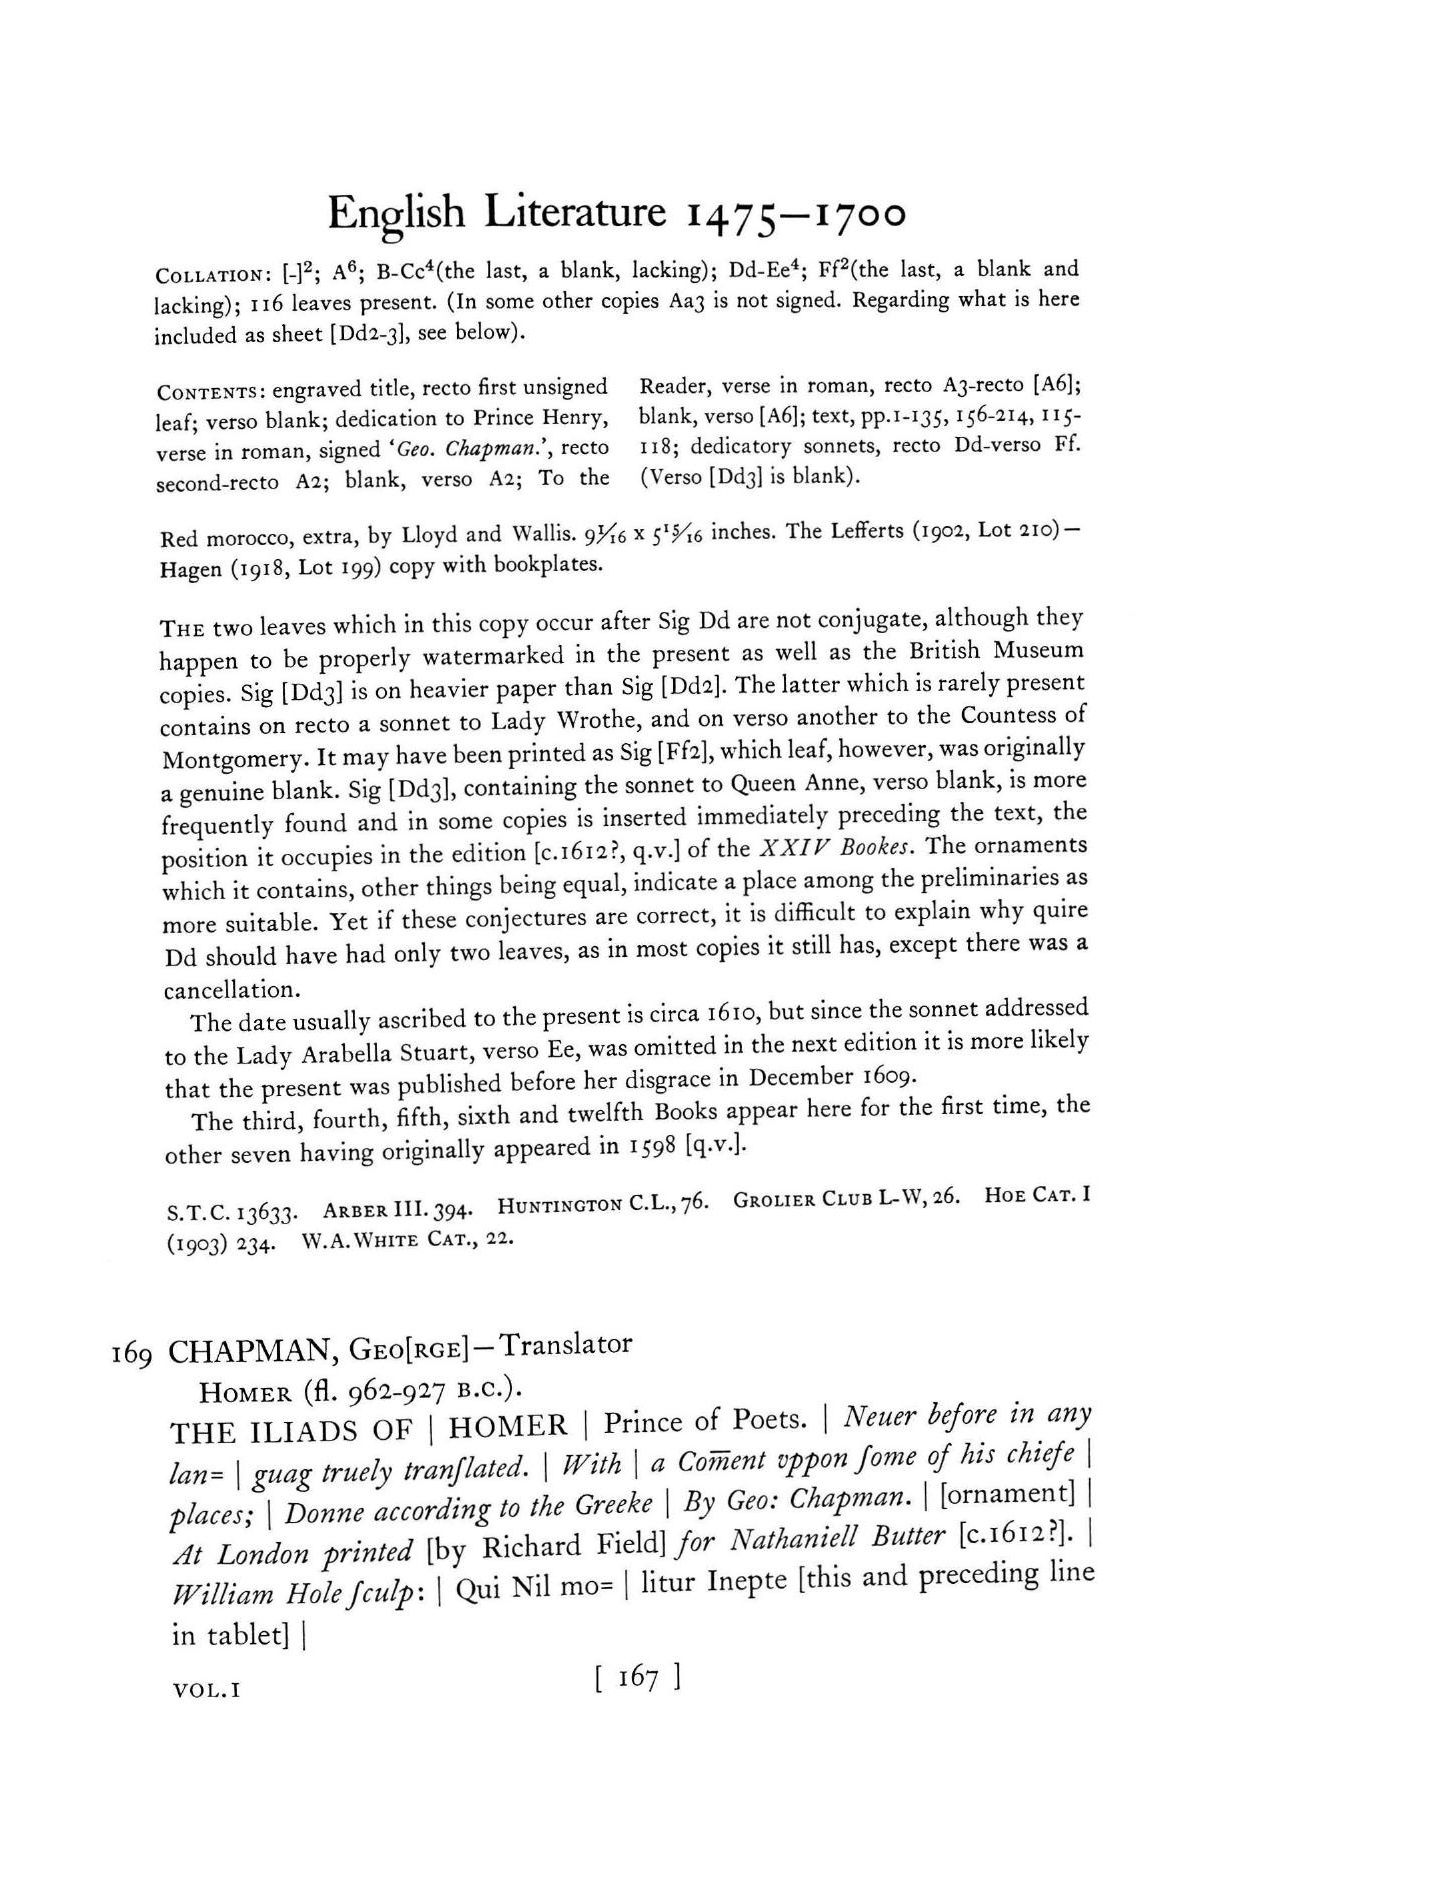 English Literature 1475–1700
COLLATION: [-]²; A⁶; B-Cc⁴(the last, a blank, lacking); Dd-Ee⁴; Ff²(the last, a blank and
lacking); 116 leaves present. (In some other copies Aa3 is not signed. Regarding what is here
included as sheet [Dd2-3], see below).
CONTENTS: engraved title, recto first unsigned
leaf; verso blank; dedication to Prince Henry,
verse in roman, signed ‘Geo. Chapman.’, recto
second-recto A2; blank, verso A2; To the
Reader, verse in roman, recto A3-recto [A6];
blank, verso [A6]; text, pp.1-135, 156-214, 115-
118; dedicatory sonnets, recto Dd-verso Ff.
(Verso [Dd3] is blank).
Red morocco, extra, by Lloyd and Wallis. 9 1/16 x 5 15/16 inches. The Lefferts (1902, Lot 210)—
Hagen (1918, Lot 199) copy with bookplates.
THE two leaves which in this copy occur after Sig Dd are not conjugate, although they
happen to be properly watermarked in the present as well as the British Museum
copies. Sig [Dd3] is on heavier paper than Sig [Dd2]. The latter which is rarely present
contains on recto a sonnet to Lady Wrothe, and on verso another to the Countess of
Montgomery. It may have been printed as Sig [Ff2], which leaf, however, was originally
a genuine blank. Sig [Dd3], containing the sonnet to Queen Anne, verso blank, is more
frequently found and in some copies is inserted immediately preceding the text, the
position it occupies in the edition [c.1612?, q.v.] of the XXIV Bookes. The ornaments
which it contains, other things being equal, indicate a place among the preliminaries as
more suitable. Yet if these conjectures are correct, it is difficult to explain why quire
Dd should have had only two leaves, as in most copies it still has, except there was a
cancellation.
The date usually ascribed to the present is circa 1610, but since the sonnet addressed
to the Lady Arabella Stuart, verso Ee, was omitted in the next edition it is more likely
that the present was published before her disgrace in December 1609.
The third, fourth, fifth, sixth and twelfth Books appear here for the first time, the
other seven having originally appeared in 1598 [q.v.].
S.T.C. 13633. ARBER III. 394. HUNTINGTON C.L., 76. GROLIER CLUB L-W, 26. HOE CAT. I
(1903) 234. W.A.WHITE CAT., 22.
169 CHAPMAN, GEO[RGE]—Translator
HOMER (fl. 962-927 B.C.).
THE ILIADS OF | HOMER | Prince of Poets. | Neuer before in any
lan= | guag truely tranſlated. | With | a Com̅ent vppon ſome of his chiefe |
places; | Donne according to the Greeke | By Geo: Chapman. | [ornament] |
At London printed [by Richard Field] for Nathaniell Butter [c.1612?]. |
William Hole ſculp: | Qui Nil mo= | litur Inepte [this and preceding line
in tablet] |
VOL.I
[ 167 ]